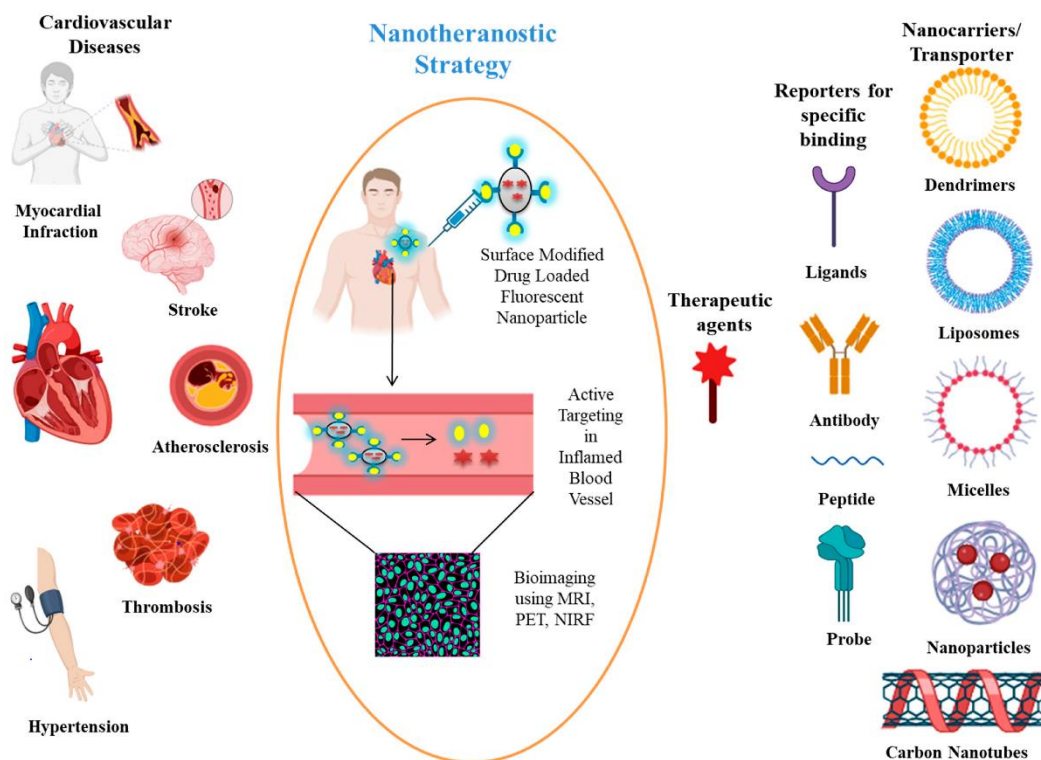 Cardiovascular
Diseases
Myocardial
Infraction
Stroke
Atherosclerosis
Thrombosis
Hypertension
Nanotheranostic
Strategy
Surface Modified
Drug Loaded
Fluorescent
Nanoparticle
Active
Targeting
in
Inflamed
Blood
Vessel
Bioimaging
using MRI,
PET, NIRF
Therapeutic
agents
Reporters for
specific
binding
Ligands
Antibody
Peptide
Probe
Nanocarriers/
Transporter
Dendrimers
Liposomes
Micelles
Nanoparticles
Carbon Nanotubes